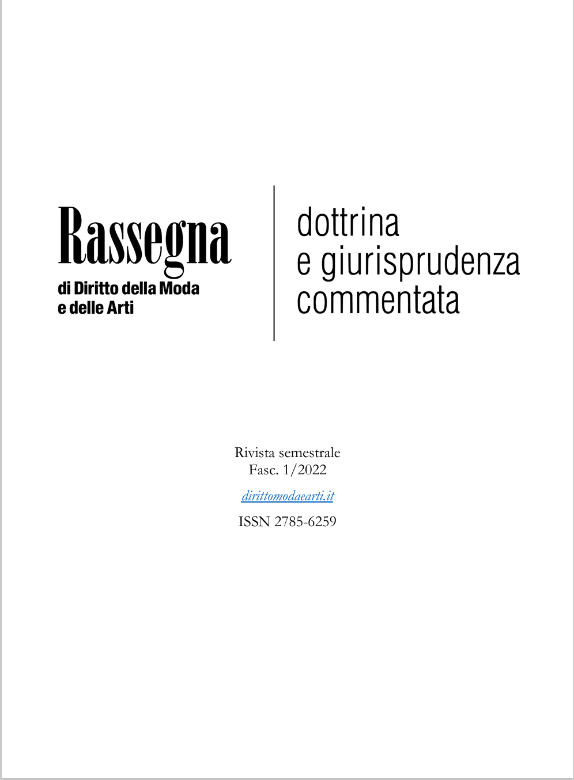 Rassegna
di Diritto della Moda
e delle Arti
dottrina
e giurisprudenza
commentata
Rivista semestrale
Fasc. 1/2022
dirittomodaearti.it
ISSN 2785-6259